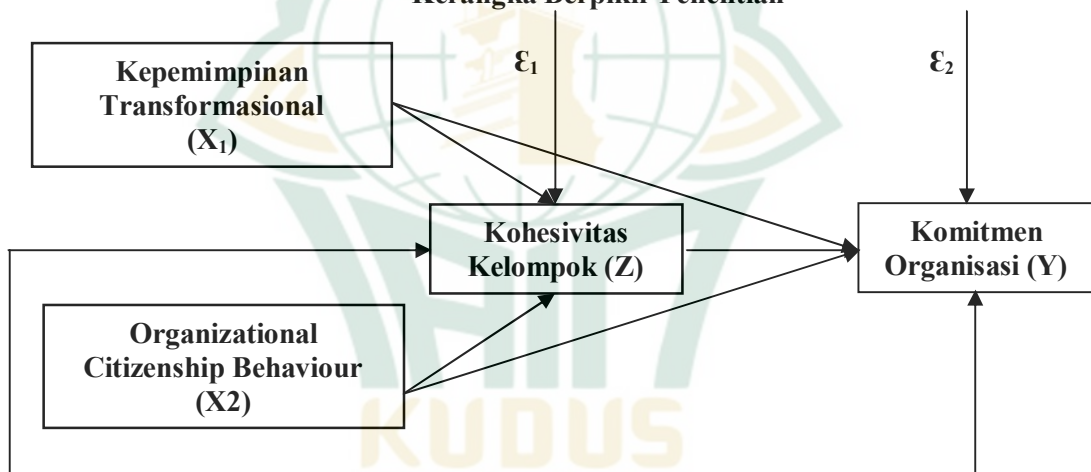 Kerangka Berpikir Penelitian
Kepemimpinan
Transformasional
(X₁)
Ɛ₁
Ɛ₂
Kohesivitas
Kelompok (Z)
Komitmen
Organisasi (Y)
Organizational
Citizenship Behaviour
(X2)
KUDUS